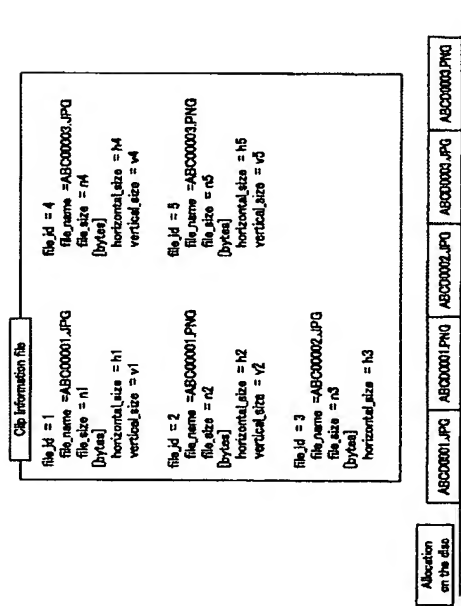 Clip Information file
file_id = 1
file_name =ABC00001.JPG
file_size = n1
[bytes]
horizontal_size = h1
vertical_size = v1
file_id = 2
file_name =ABC00001.PNG
file_size = n2
[bytes]
horizontal_size = h2
vertical_size = v2
file_id = 3
file_name =ABC00002.JPG
file_size = n3
[bytes]
horizontal_size = h3
file_id = 4
file_name =ABC00003.JPG
file_size = n4
[bytes]
horizontal_size = h4
vertical_size = v4
file_id = 5
file_name =ABC00003.PNG
file_size = n5
[bytes]
horizontal_size = h5
vertical_size = v5
Allocation
on the disc
ABC00001.JPG
ABC00001.PNG
ABC00002.JPG
ABC00003.JPG
ABC00003.PNG